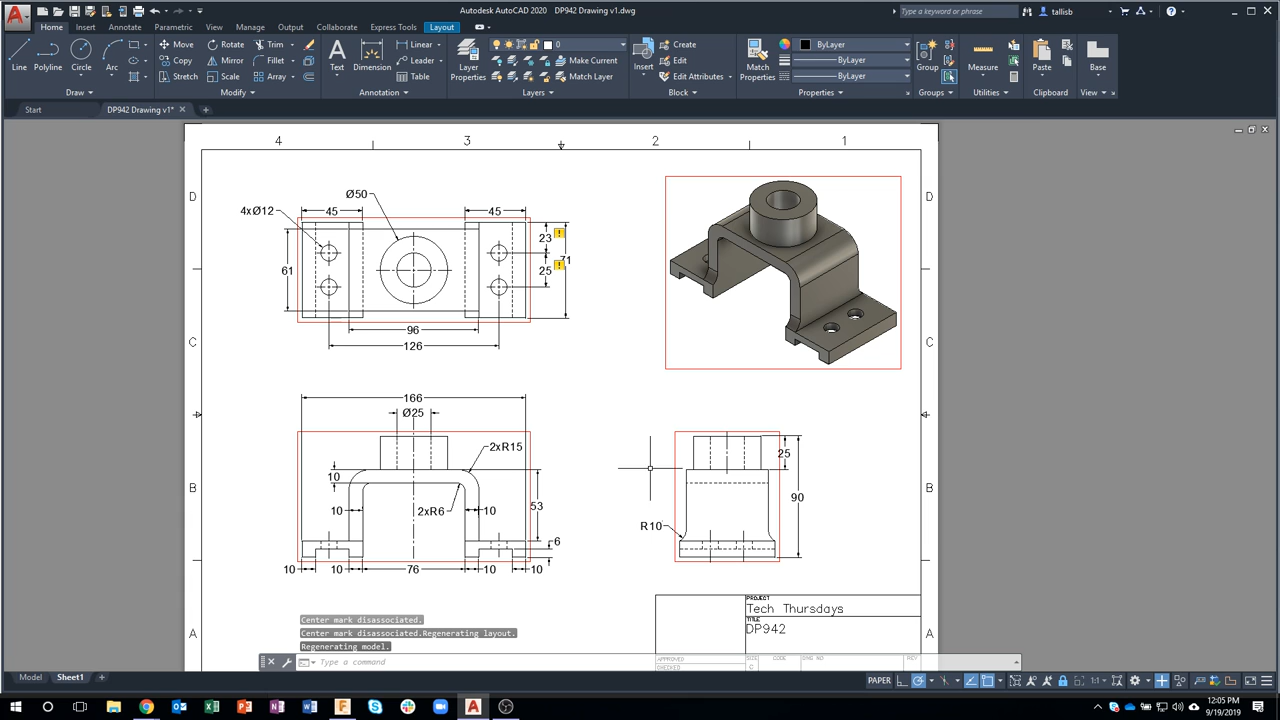 Autodesk AutoCAD 2020 DP942 Drawing v1.dwg
Type a keyword or phrase
tallisb
Home Insert Annotate Parametric View Manage Output Collaborate Express Tools Layout
Line Polyline Circle Arc
Move Rotate Trim
Copy Mirror Fillet
Stretch Scale Array
Text Dimension
Linear
Leader
Table
Layer Properties
0
Make Current
Match Layer
Insert
Create
Edit
Edit Attributes
Match Properties
ByLayer
ByLayer
ByLayer
Group Measure Paste Base
Draw Modify Annotation Layers Block Properties Groups Utilities Clipboard View
Start DP942 Drawing v1*
4 3 2 1
D D
C C
B B
A A
Ø50
4xØ12
45 45
23
71
25
61
96
126
166
Ø25
2xR15
10
10
2xR6
10
53
6
10 10 76 10 10
25
90
R10
PROJECT
Tech Thursdays
TITLE
DP942
APPROVED
CHECKED
SIZE CODE DWG NO REV
C
Center mark disassociated.
Center mark disassociated.Regenerating layout.
Regenerating model.
Type a command
Model Sheet1
PAPER
1:1
12:05 PM
9/19/2019